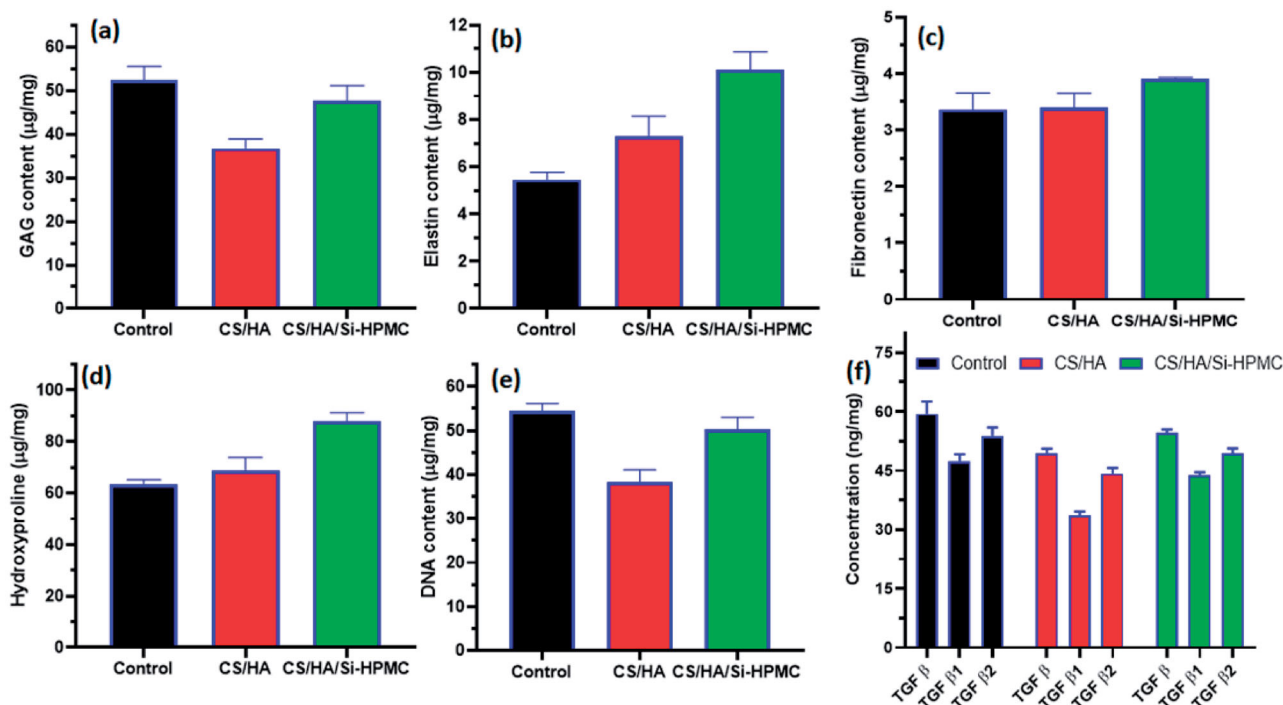 (a)
GAG content (µg/mg)
60
50
40
30
20
10
0
Control CS/HA CS/HA/Si-HPMC
(b)
Elastin content (µg/mg)
12
10
8
6
4
2
0
Control CS/HA CS/HA/Si-HPMC
(c)
Fibronectin content (µg/mg)
5
4
3
2
1
0
Control CS/HA CS/HA/Si-HPMC
(d)
Hydroxyproline (µg/mg)
100
80
60
40
20
0
Control CS/HA CS/HA/Si-HPMC
(e)
DNA content (µg/mg)
60
50
40
30
20
10
0
Control CS/HA CS/HA/Si-HPMC
(f)
Control CS/HA CS/HA/Si-HPMC
Concentration (ng/mg)
75
60
45
30
15
0
TGF β TGF β1 TGF β2 TGF β TGF β1 TGF β2 TGF β TGF β1 TGF β2